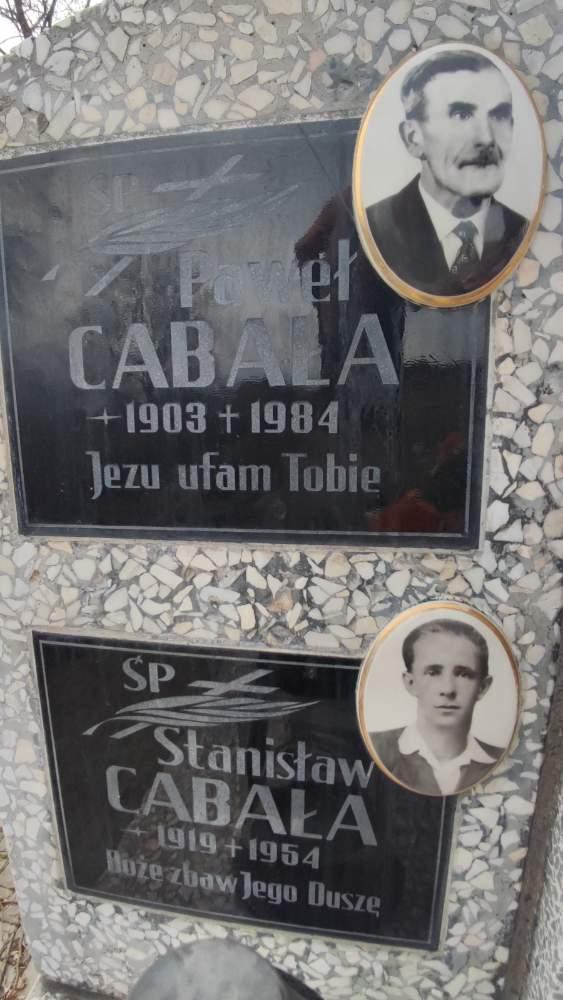 ŚP
Paweł
CABAŁA
1903 + 1984
Jezu ufam Tobie
ŚP
Stanisław
CABAŁA
1919 + 1954
Boże zbaw Jego Duszę